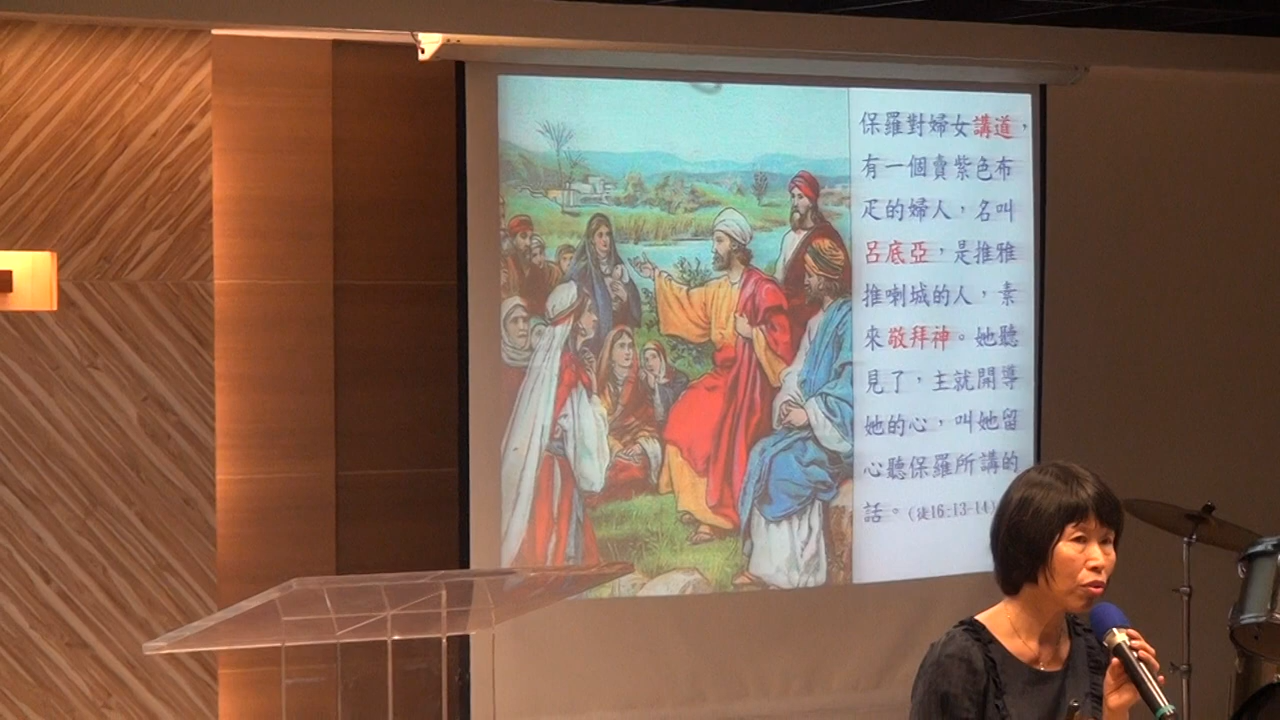 保羅對婦女講道，
有一個賣紫色布
疋的婦人，名叫
呂底亞，是推雅
推喇城的人，素
來敬拜神。她聽
見了，主就開導
她的心，叫她留
心聽保羅所講的
話。(徒16:13-14)